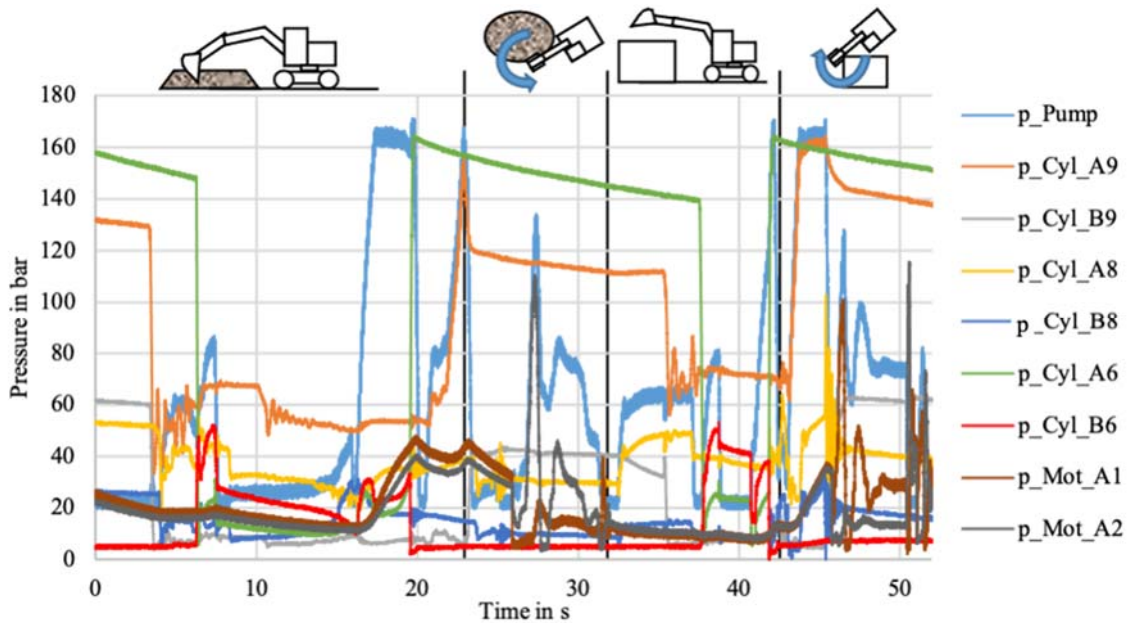 180
160
140
120
100
80
60
40
20
0
Pressure in bar
0 10 20 30 40 50
Time in s
p_Pump
p_Cyl_A9
p_Cyl_B9
p_Cyl_A8
p_Cyl_B8
p_Cyl_A6
p_Cyl_B6
p_Mot_A1
p_Mot_A2